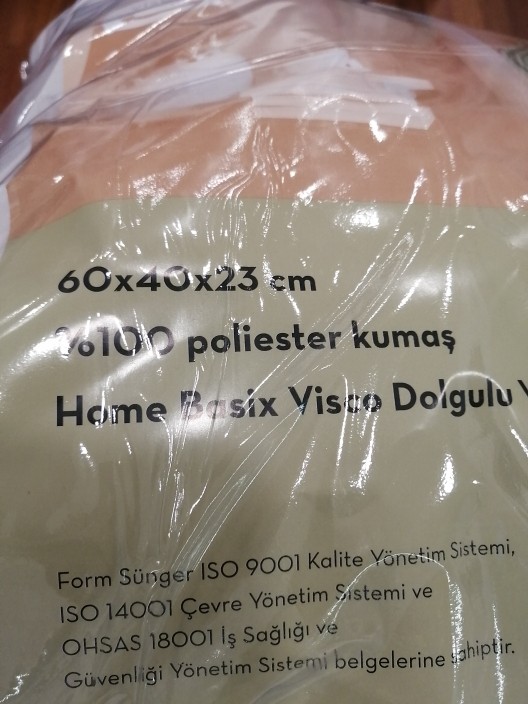 60x40x23 cm
%100 poliester kumaş
Home Basix Visco Dolgulu
Form Sünger ISO 9001 Kalite Yönetim Sistemi,
ISO 14001 Çevre Yönetim Sistemi ve
OHSAS 18001 İş Sağlığı ve
Güvenliği Yönetim Sistemi belgelerine sahiptir.